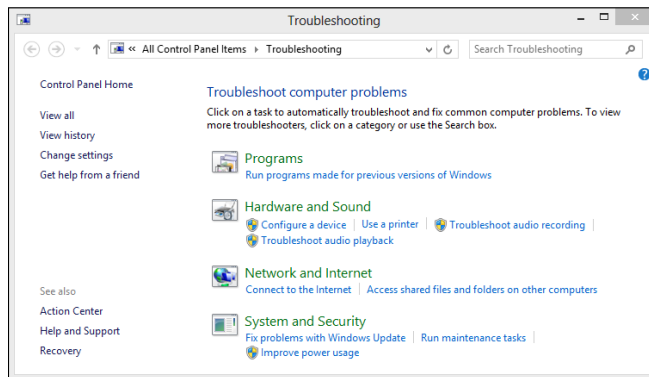 Troubleshooting
« All Control Panel Items Troubleshooting
Search Troubleshooting
Control Panel Home
View all
View history
Change settings
Get help from a friend
See also
Action Center
Help and Support
Recovery
Troubleshoot computer problems
Click on a task to automatically troubleshoot and fix common computer problems. To view
more troubleshooters, click on a category or use the Search box.
Programs
Run programs made for previous versions of Windows
Hardware and Sound
Configure a device | Use a printer | Troubleshoot audio recording |
Troubleshoot audio playback
Network and Internet
Connect to the Internet | Access shared files and folders on other computers
System and Security
Fix problems with Windows Update | Run maintenance tasks |
Improve power usage